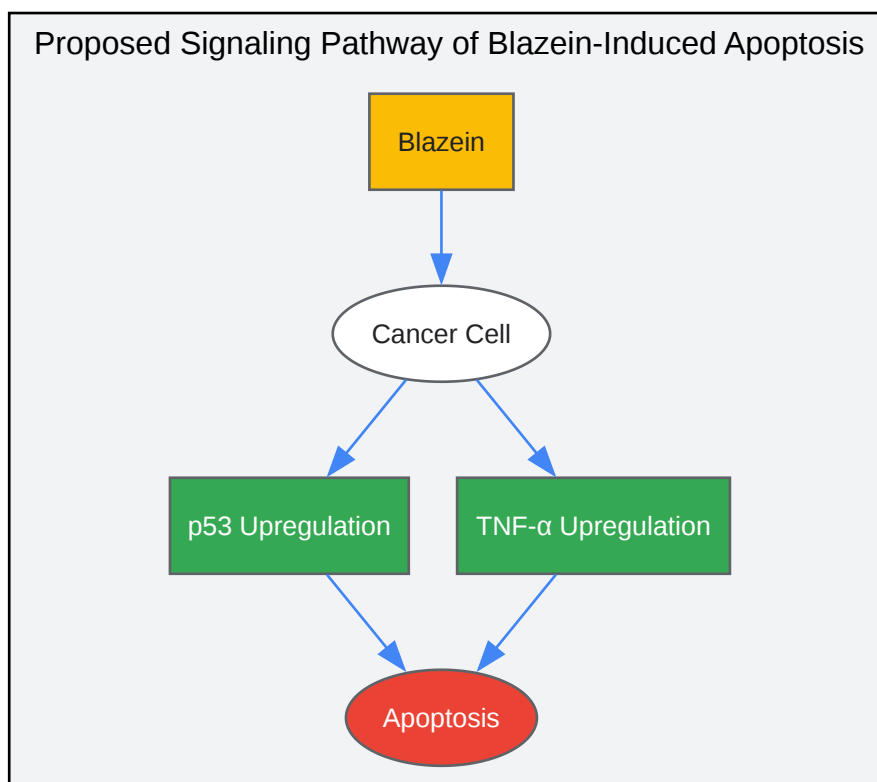 Proposed Signaling Pathway of Blazein-Induced Apoptosis
Blazein
Cancer Cell
p53 Upregulation
TNF-α Upregulation
Apoptosis